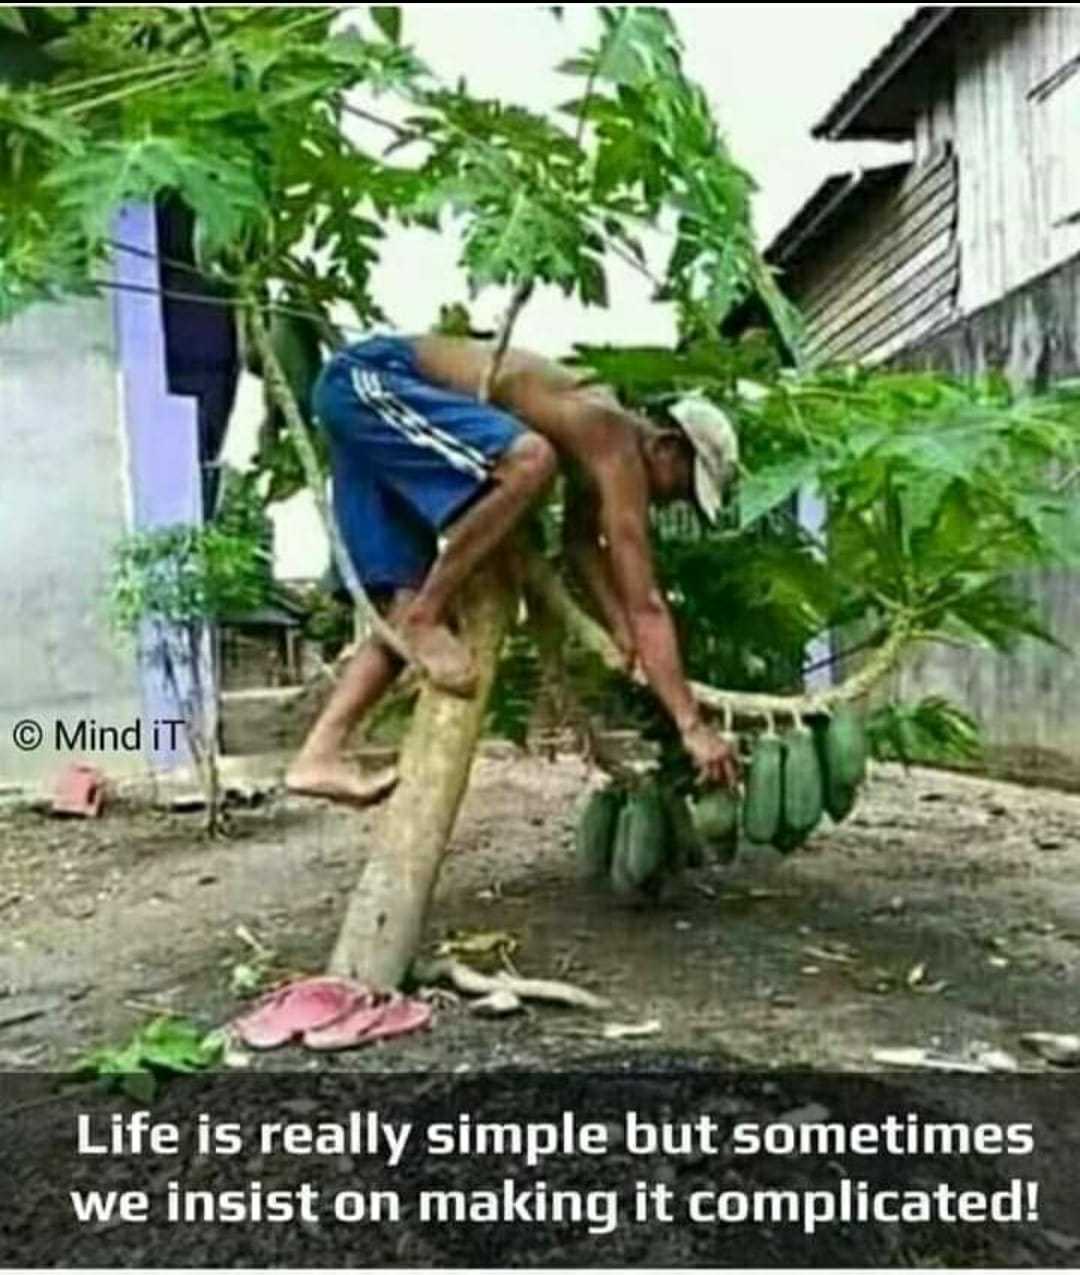 © Mind iT
Life is really simple but sometimes
we insist on making it complicated!